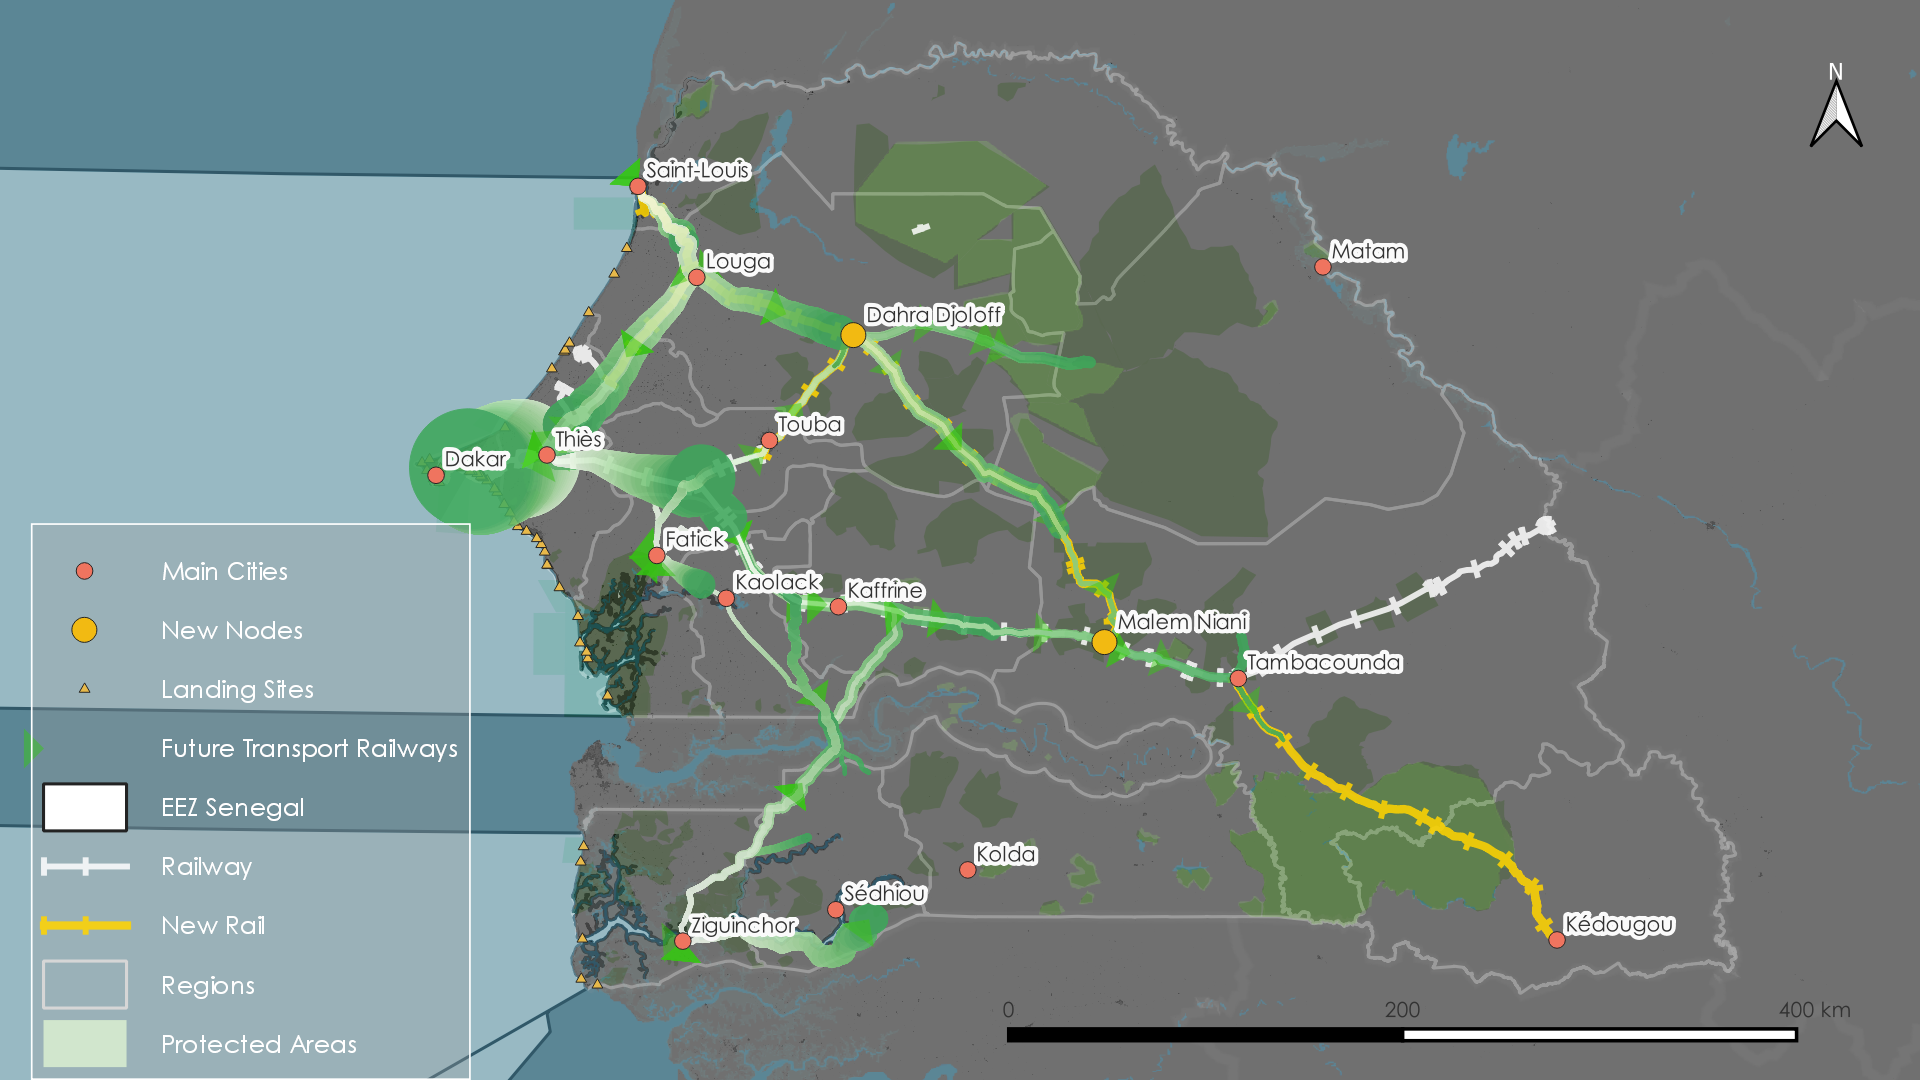 N
Saint-Louis
Louga
Matam
Dahra Djoloff
Touba
Thiès
Dakar
Fatick
Kaolack
Kaffrine
Malem Niani
Tambacounda
Kolda
Sédhiou
Ziguinchor
Kédougou
Main Cities
New Nodes
Landing Sites
Future Transport Railways
EEZ Senegal
Railway
New Rail
Regions
Protected Areas
0 200 400 km